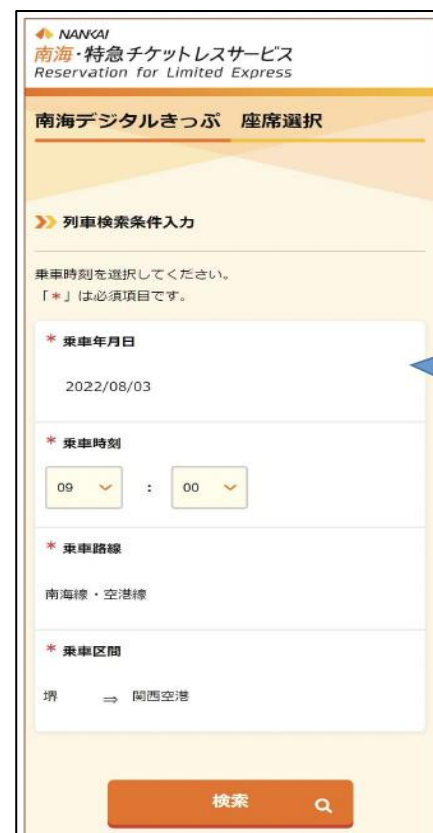 NANKAI
南海・特急チケットレスサービス
Reservation for Limited Express
南海デジタルきっぷ 座席選択
列車検索条件入力
乗車時刻を選択してください。
「*」は必須項目です。
* 乗車年月日
2022/08/03
* 乗車時刻
09 : 00
* 乗車路線
南海線・空港線
* 乗車区間
堺 ⇒ 関西空港
検索